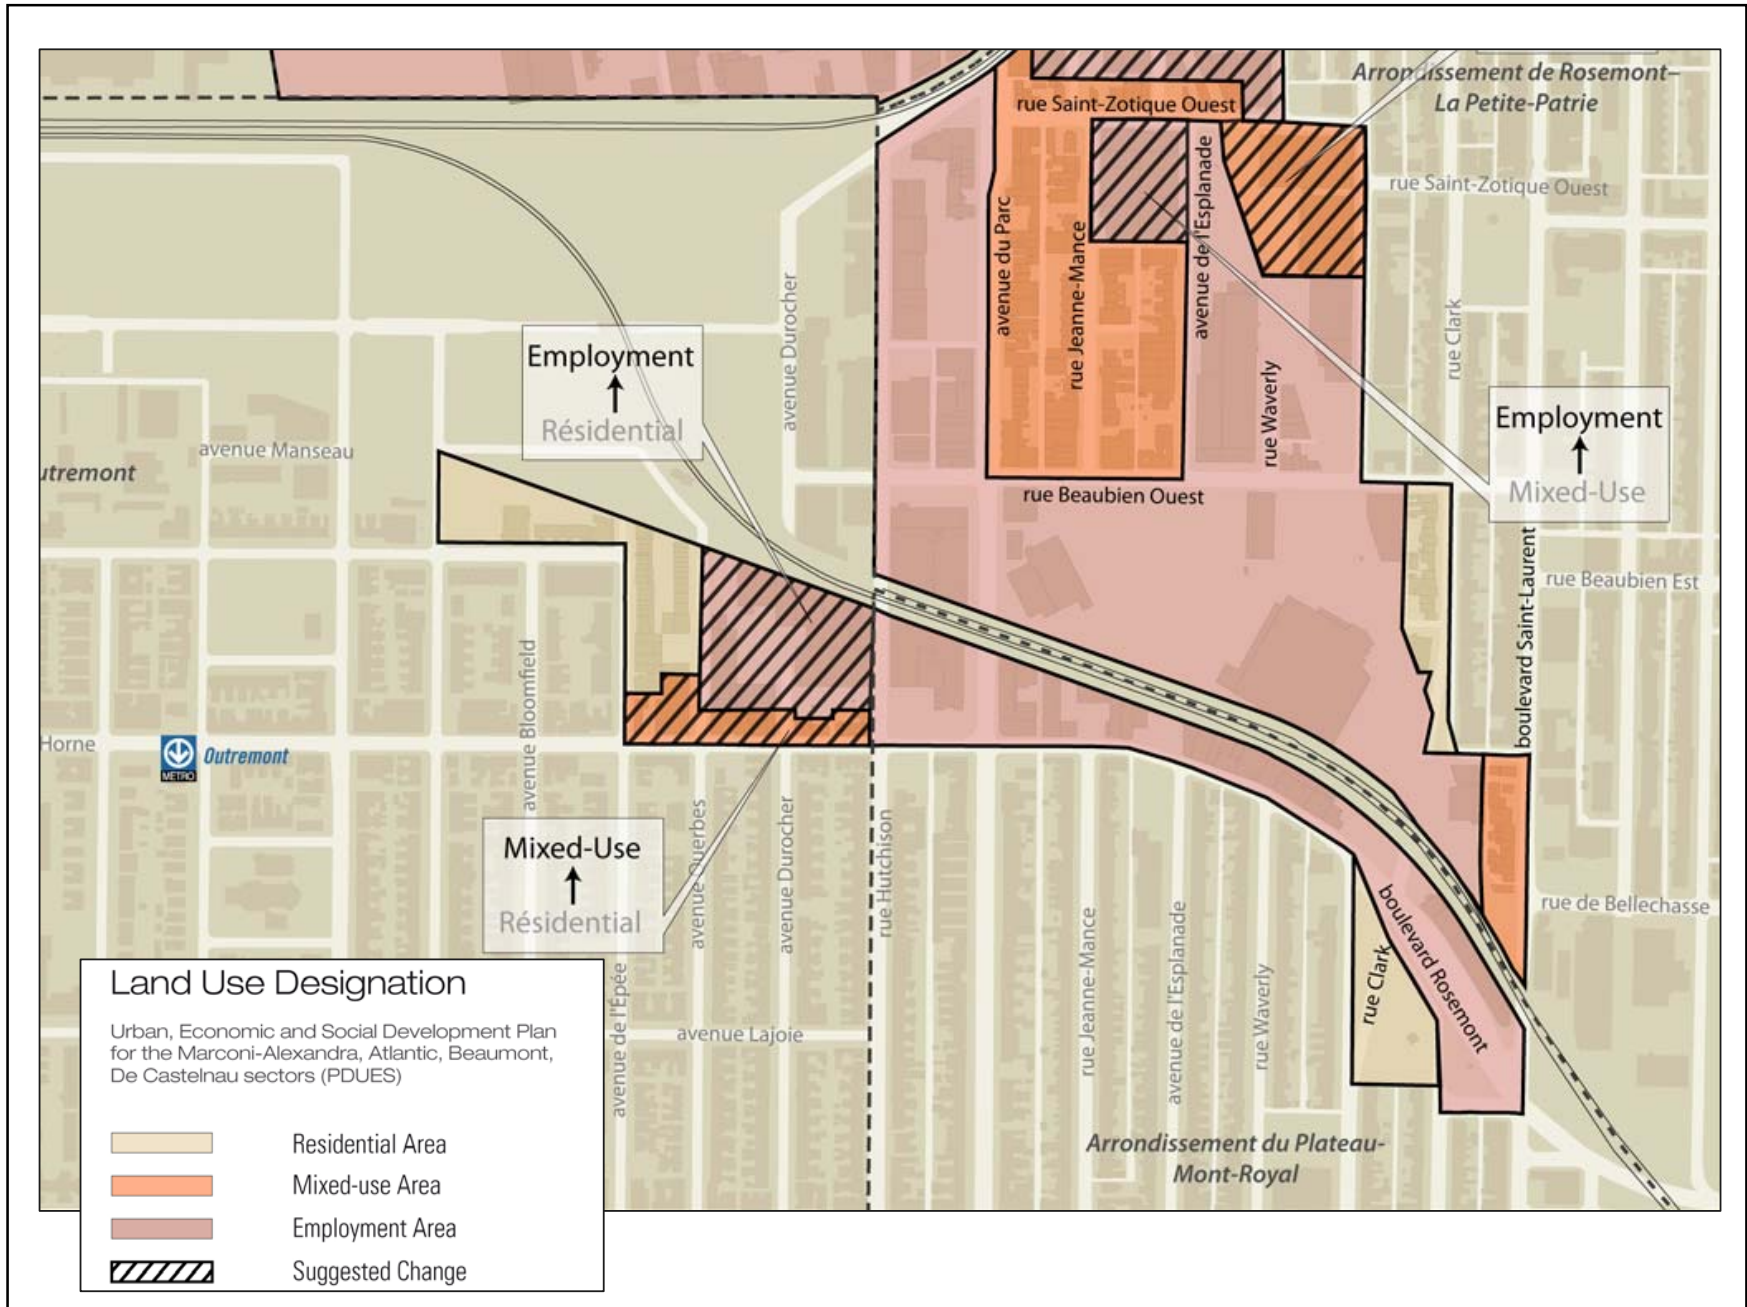 Arrondissement de Rosemont–
La Petite-Patrie
rue Saint-Zotique Ouest
rue Saint-Zotique Ouest
avenue du Parc
rue Jeanne-Mance
avenue de l'Esplanade
rue Waverly
rue Clark
avenue Durocher
Employment
Résidential
Employment
Mixed-Use
avenue Manseau
utremont
rue Beaubien Ouest
rue Beaubien Est
boulevard Saint-Laurent
avenue Bloomfield
Horne
METRO
Outremont
Mixed-Use
Résidential
avenue Querbes
avenue Durocher
rue Hutchison
rue Jeanne-Mance
avenue de l'Esplanade
rue Waverly
rue Clark
boulevard Rosemont
rue de Bellechasse
avenue de l'Épée
avenue Lajoie
Arrondissement du Plateau-
Mont-Royal
Land Use Designation
Urban, Economic and Social Development Plan
for the Marconi-Alexandra, Atlantic, Beaumont,
De Castelnau sectors (PDUES)
Residential Area
Mixed-use Area
Employment Area
Suggested Change